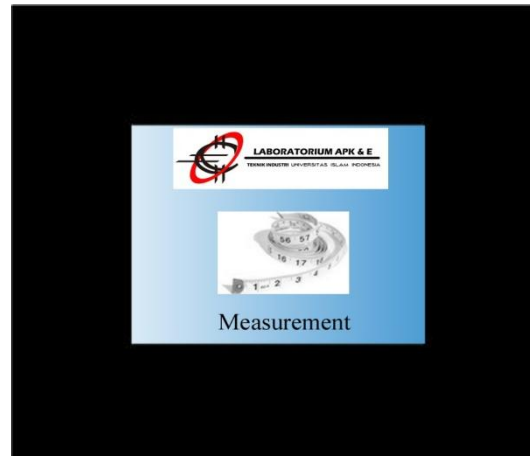 LABORATORIUM APK & E
TEKNIK INDUSTRI UNIVERSITAS ISLAM INDONESIA
56 57
16 17
1 2 3 4
Measurement